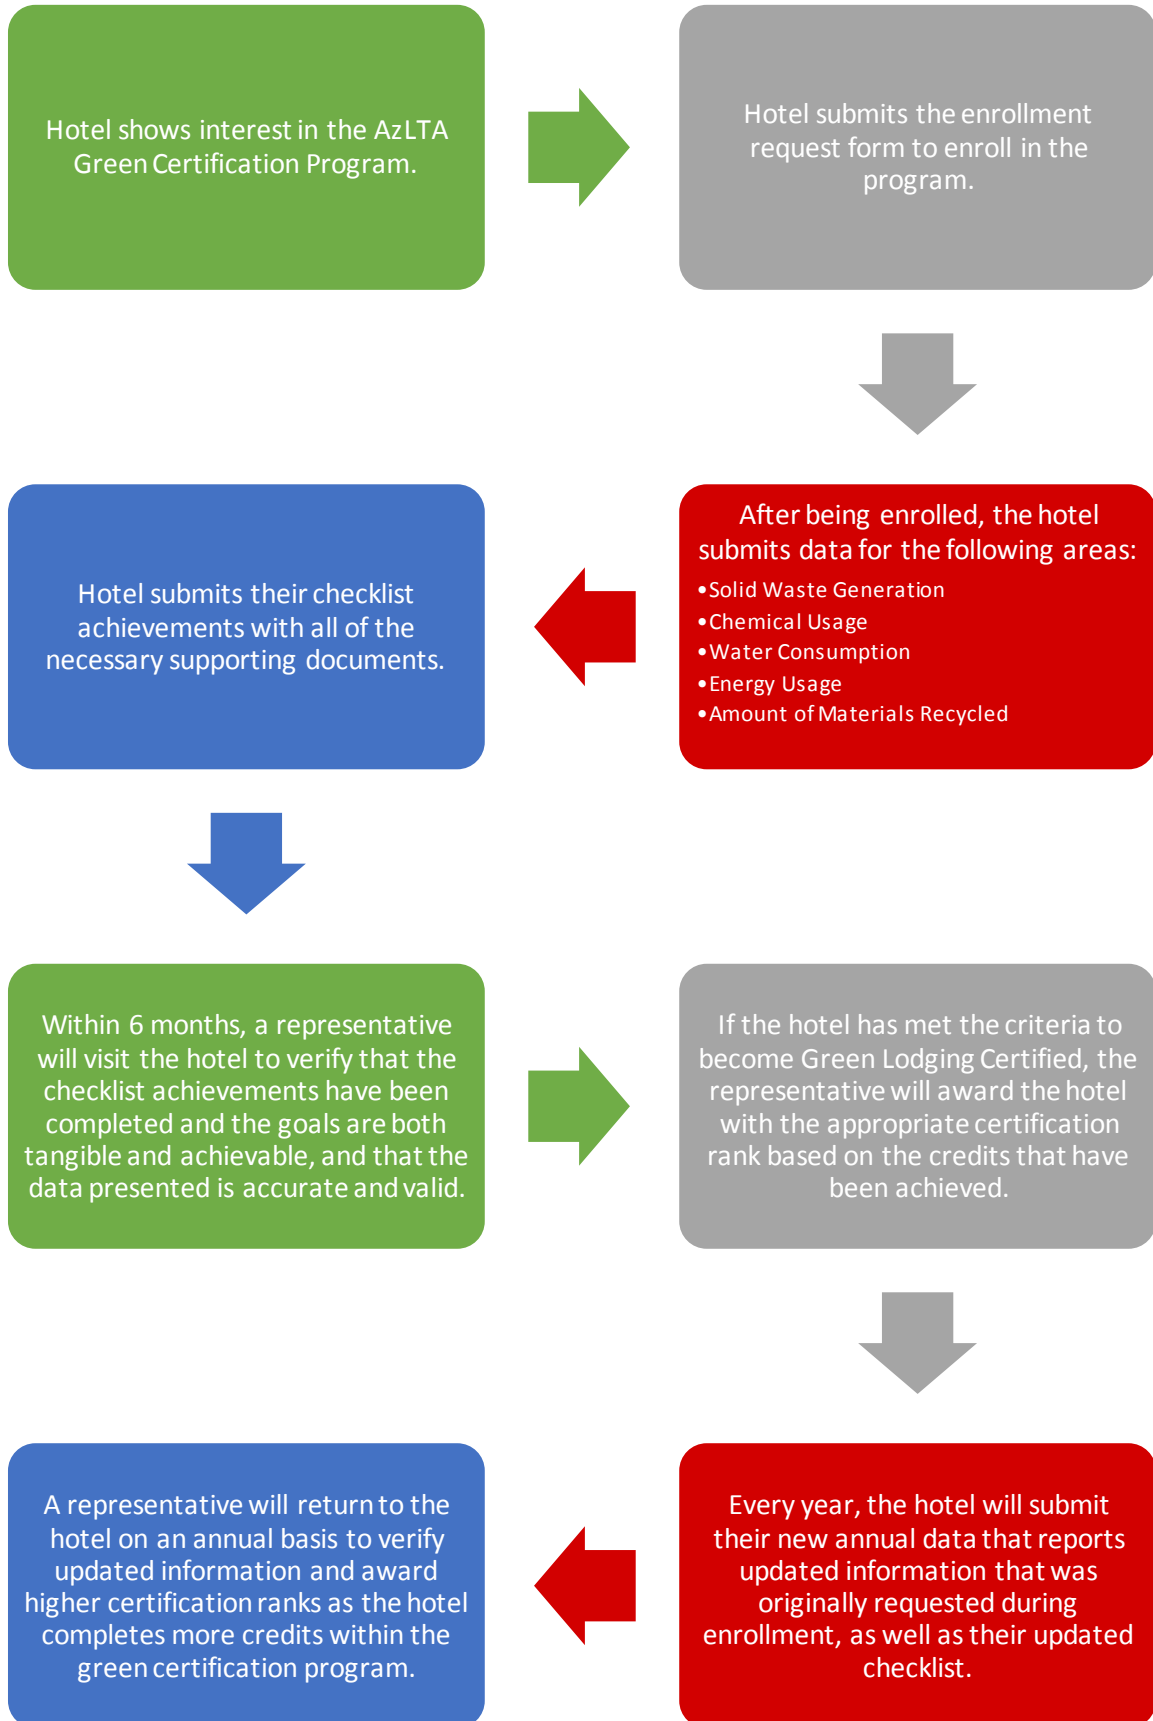 Hotel shows interest in the AzLTA
Green Certification Program.
Hotel submits the enrollment
request form to enroll in the
program.
After being enrolled, the hotel
submits data for the following areas:
•Solid Waste Generation
•Chemical Usage
•Water Consumption
•Energy Usage
•Amount of Materials Recycled
Hotel submits their checklist
achievements with all of the
necessary supporting documents.
Within 6 months, a representative
will visit the hotel to verify that the
checklist achievements have been
completed and the goals are both
tangible and achievable, and that the
data presented is accurate and valid.
If the hotel has met the criteria to
become Green Lodging Certified, the
representative will award the hotel
with the appropriate certification
rank based on the credits that have
been achieved.
Every year, the hotel will submit
their new annual data that reports
updated information that was
originally requested during
enrollment, as well as their updated
checklist.
A representative will return to the
hotel on an annual basis to verify
updated information and award
higher certification ranks as the hotel
completes more credits within the
green certification program.